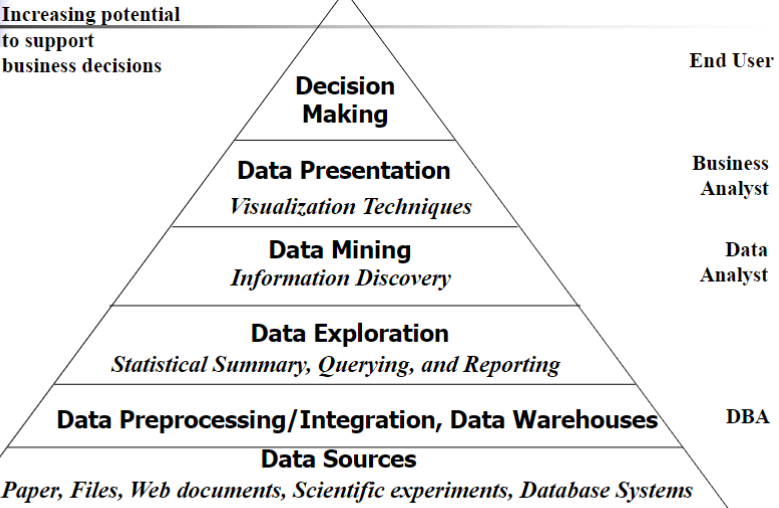 Increasing potential
to support
business decisions
End User
Decision
Making
Business
Analyst
Data Presentation
Visualization Techniques
Data
Analyst
Data Mining
Information Discovery
Data Exploration
Statistical Summary, Querying, and Reporting
Data Preprocessing/Integration, Data Warehouses
DBA
Data Sources
Paper, Files, Web documents, Scientific experiments, Database Systems